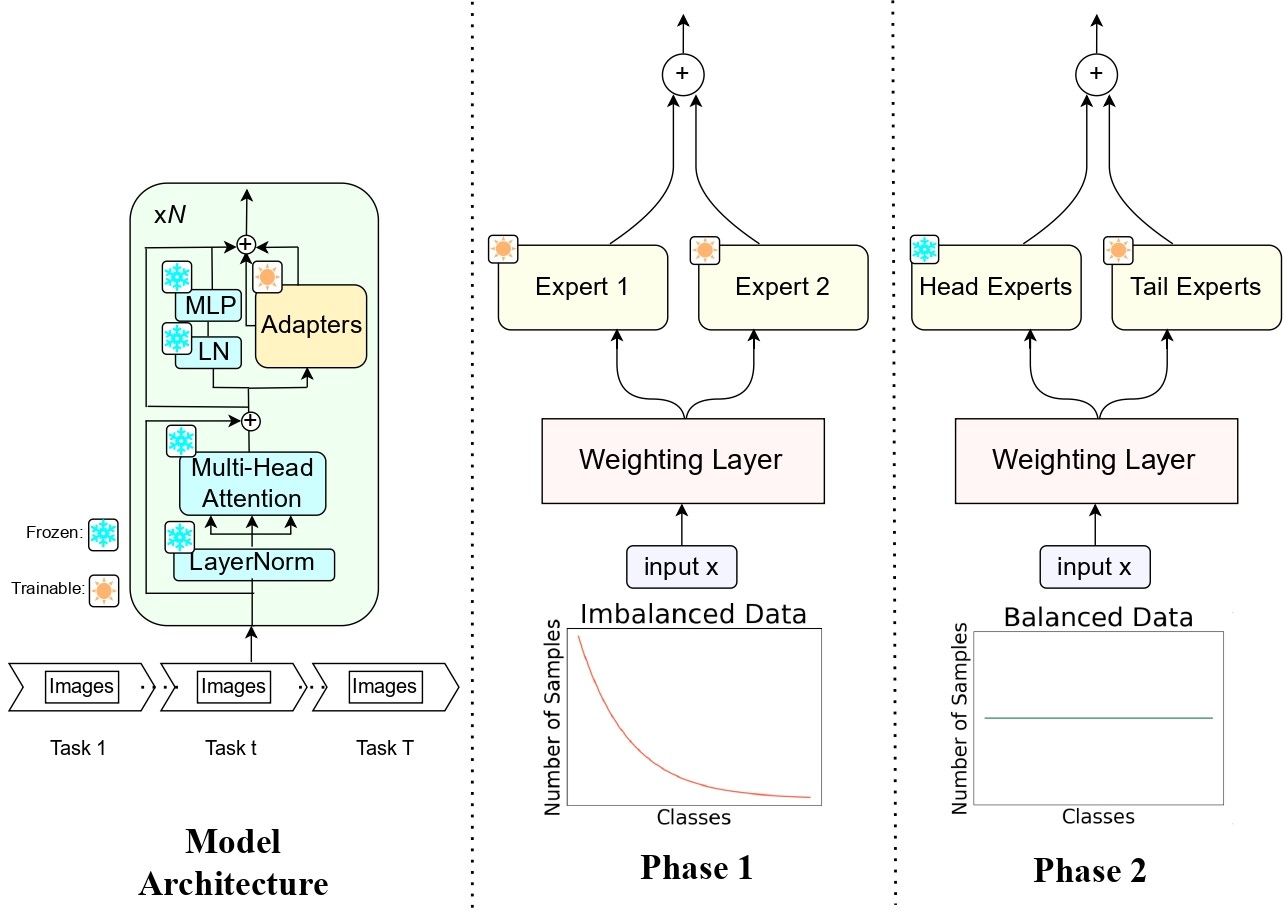 xN
MLP
LN
Adapters
+
+
Multi-Head
Attention
LayerNorm
Frozen:
Trainable:
Images
Images
Images
Task 1
Task t
Task T
Model
Architecture
+
Expert 1
Expert 2
Weighting Layer
input x
Imbalanced Data
Number of Samples
Classes
Phase 1
+
Head Experts
Tail Experts
Weighting Layer
input x
Balanced Data
Number of Samples
Classes
Phase 2